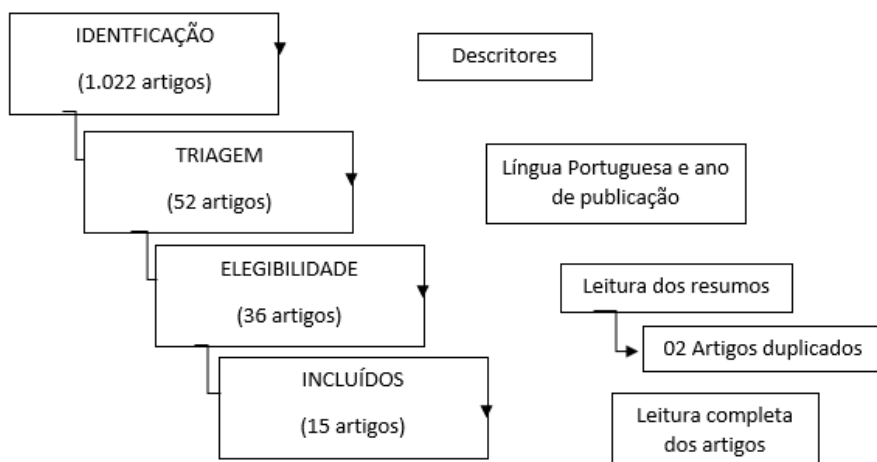 IDENTFICAÇÃO
(1.022 artigos)
Descritores
TRIAGEM
(52 artigos)
Língua Portuguesa e ano
de publicação
ELEGIBILIDADE
(36 artigos)
Leitura dos resumos
02 Artigos duplicados
INCLUÍDOS
(15 artigos)
Leitura completa
dos artigos